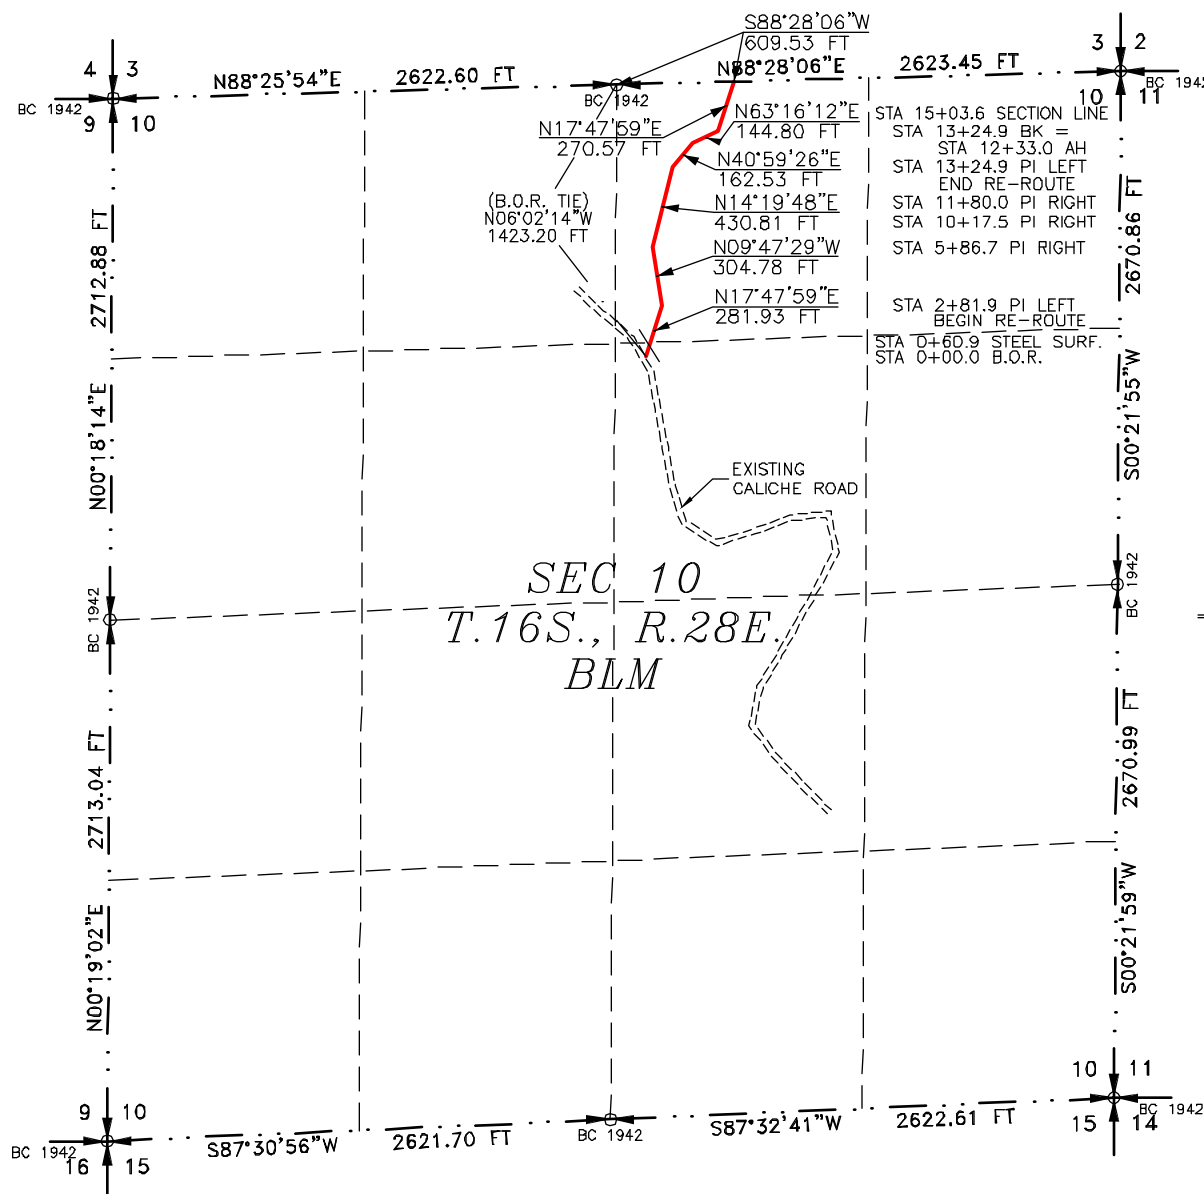 S88°28'06"W
609.53 FT
4 3
N88°25'54"E 2622.60 FT
N88°28'06"E 2623.45 FT
3 2
BC 1942
BC 1942
BC 194
9 10
10 11
N17°47'59"E
270.57 FT
N63°16'12"E
144.80 FT
N40°59'26"E
162.53 FT
N14°19'48"E
430.81 FT
N09°47'29"W
304.78 FT
N17°47'59"E
281.93 FT
(B.O.R. TIE)
N06°02'14"W
1423.20 FT
STA 15+03.6 SECTION LINE
STA 13+24.9 BK =
STA 12+33.0 AH
STA 13+24.9 PI LEFT
END RE-ROUTE
STA 11+80.0 PI RIGHT
STA 10+17.5 PI RIGHT
STA 5+86.7 PI RIGHT
STA 2+81.9 PI LEFT
BEGIN RE-ROUTE
STA 0+60.9 STEEL SURF.
STA 0+00.0 B.O.R.
N00°18'14"E 2712.88 FT
S00°21'55"W 2670.86 FT
EXISTING
CALICHE ROAD
BC 1942
BC 1942
SEC 10
T.16S., R.28E.
BLM
N00°19'02"E 2713.04 FT
S00°21'59"W 2670.99 FT
9 10
10 11
BC 1942
16 15
S87°30'56"W 2621.70 FT
BC 1942
S87°32'41"W 2622.61 FT
15 14
BC 1942